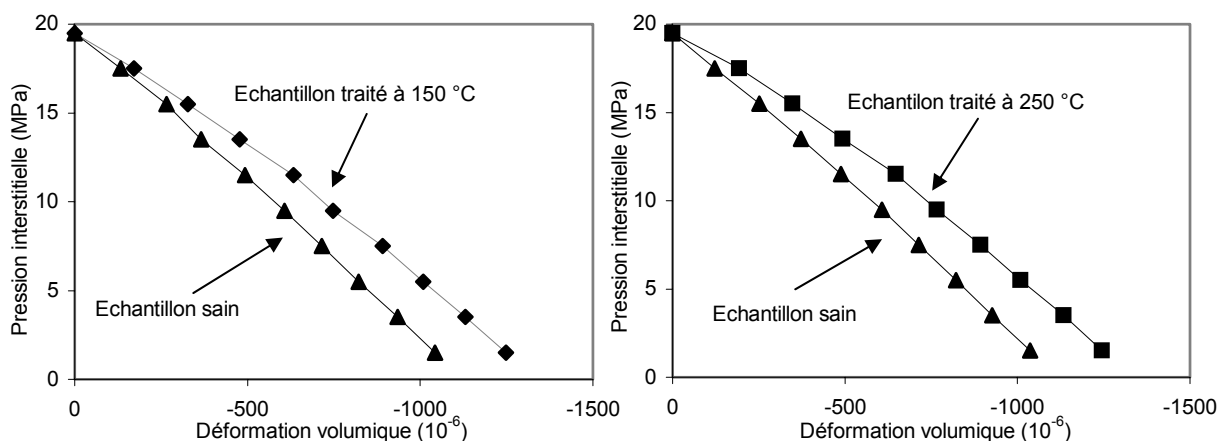 20
15
10
5
0
Pression interstitielle (MPa)
Echantillon traité à 150 °C
Echantillon sain
0
-500
-1000
-1500
Déformation volumique (10-6)
20
15
10
5
0
Pression interstitielle (MPa)
Echantilon traité à 250 °C
Echantillon sain
0
-500
-1000
-1500
Déformation volumique (10-6)